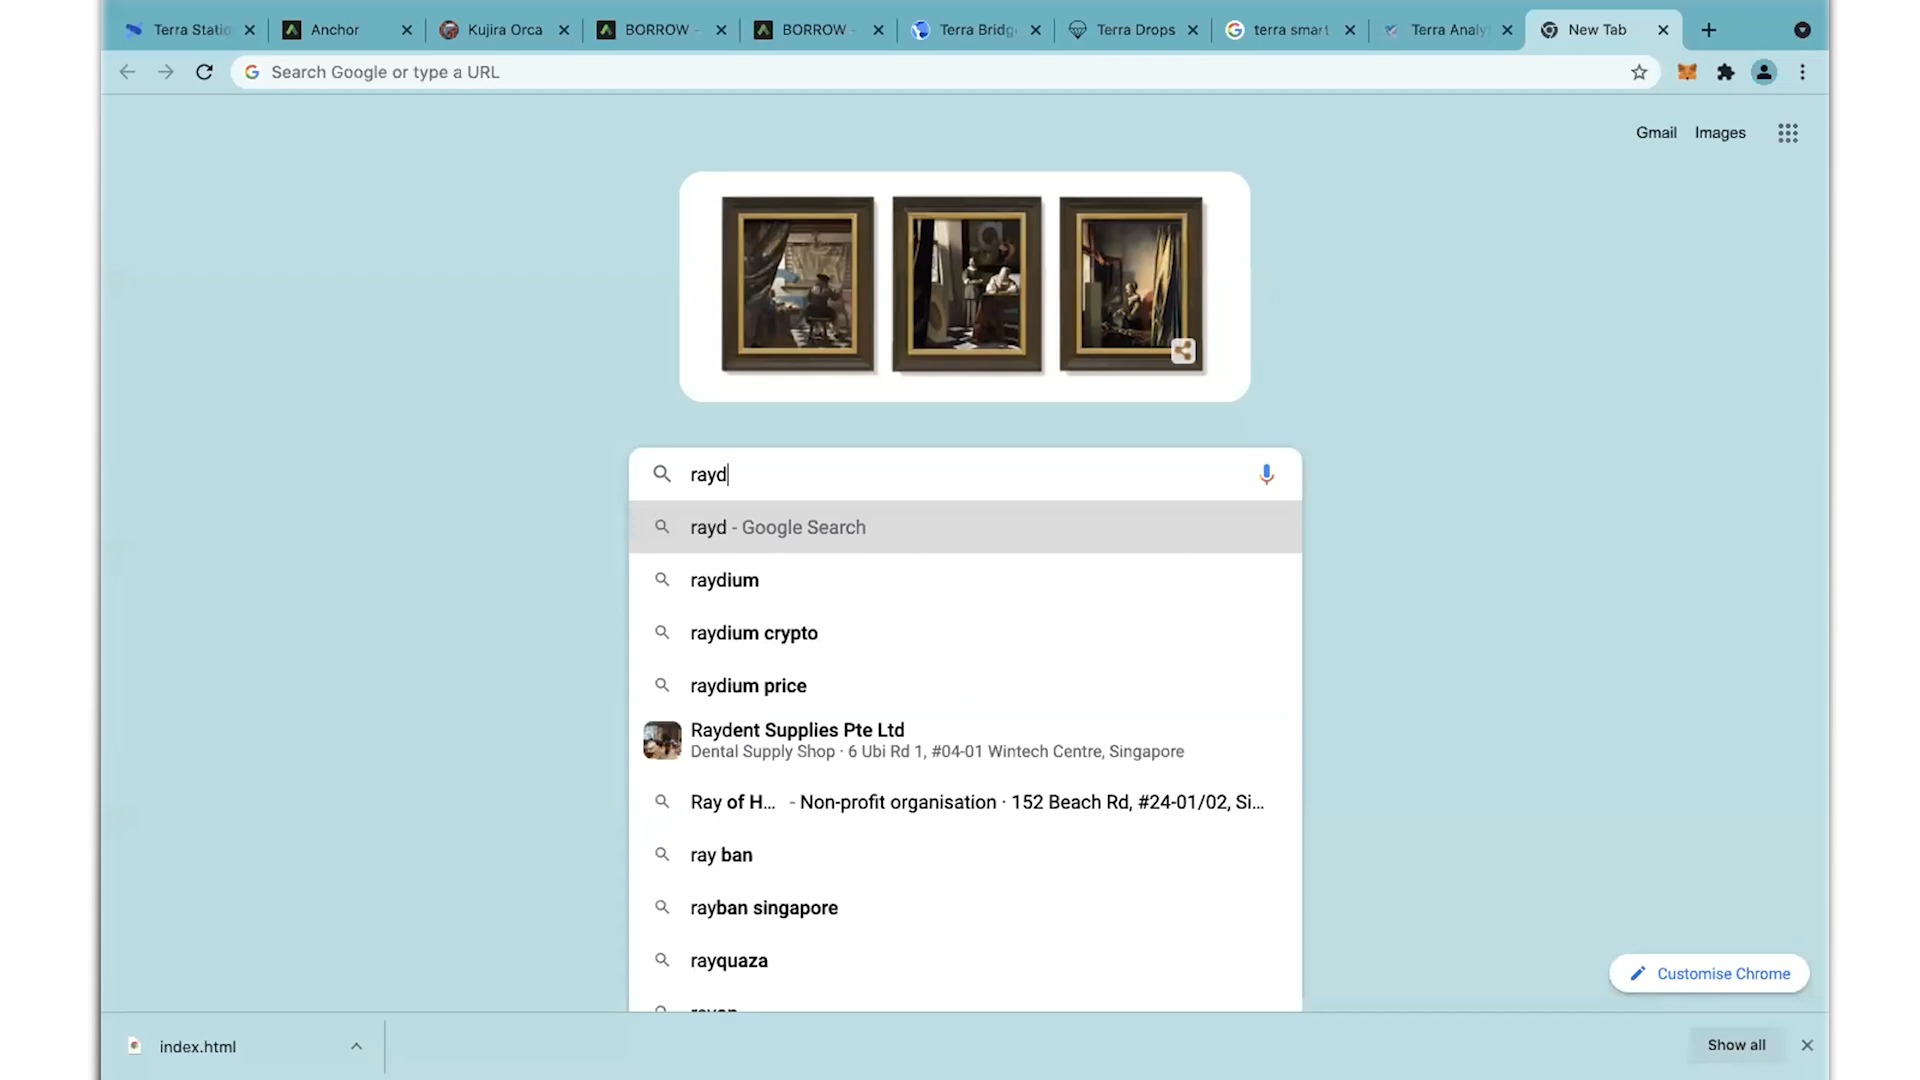 Terra Static
Anchor
Kujira Orca
BORROW -
BORROW -
Terra Bridg
Terra Drops
terra smart
Terra Analy
New Tab
Search Google or type a URL
Gmail
Images
rayd
rayd - Google Search
raydium
raydium crypto
raydium price
Raydent Supplies Pte Ltd
Dental Supply Shop · 6 Ubi Rd 1, #04-01 Wintech Centre, Singapore
Ray of H... - Non-profit organisation · 152 Beach Rd, #24-01/02, Si...
ray ban
rayban singapore
rayquaza
Customise Chrome
index.html
Show all